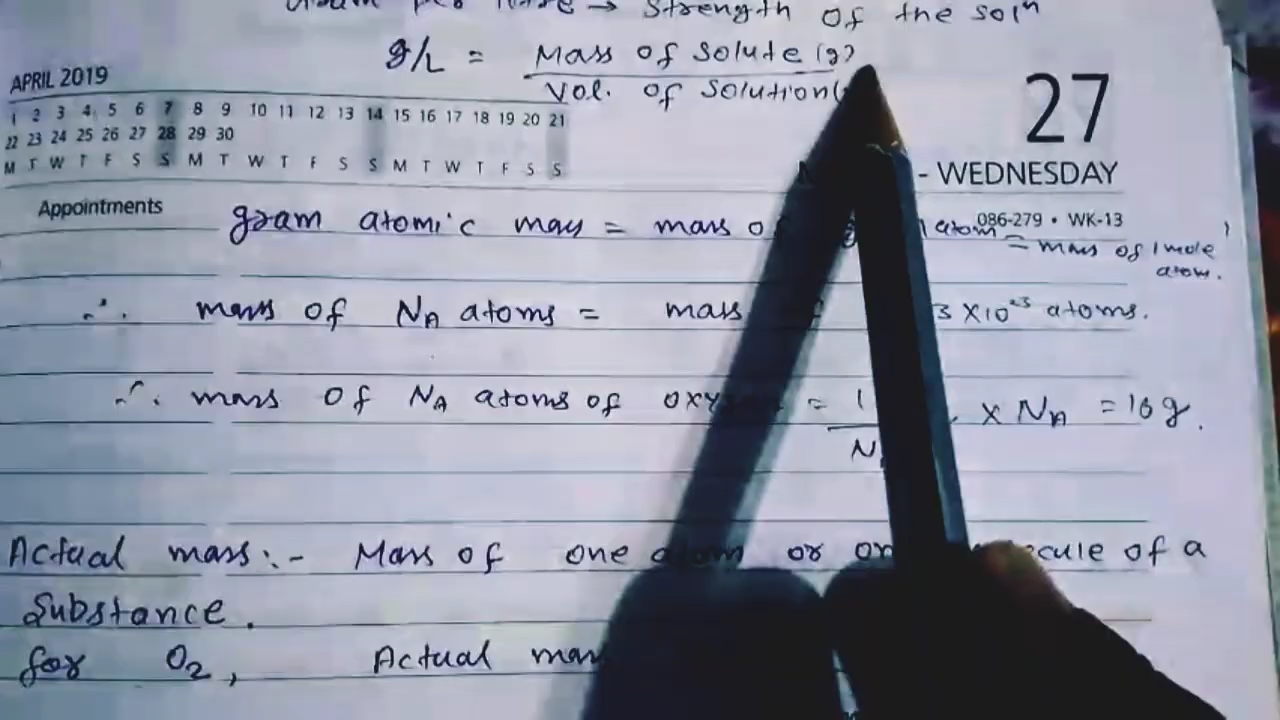 → Strength of the solⁿ
g/L = Mass of Solute (g)
Vol. of Solution(
APRIL 2019
1 2 3 4 5 6 7 8 9 10 11 12 13 14 15 16 17 18 19 20 21
22 23 24 25 26 27 28 29 30
M T W T F S S M T W T F S S M T W T F S S
27
- WEDNESDAY
Appointments
086-279 • WK-13
gram atomic mass = mass of atom = mass of 1 mole atom.
∴ mass of NA atoms = mass 3 X10²³ atoms.
∴ mass of NA atoms of = 1 X NA = 16 g.
N
Actual mass:- Mass of one atom or of a
Substance.
for O₂, Actual